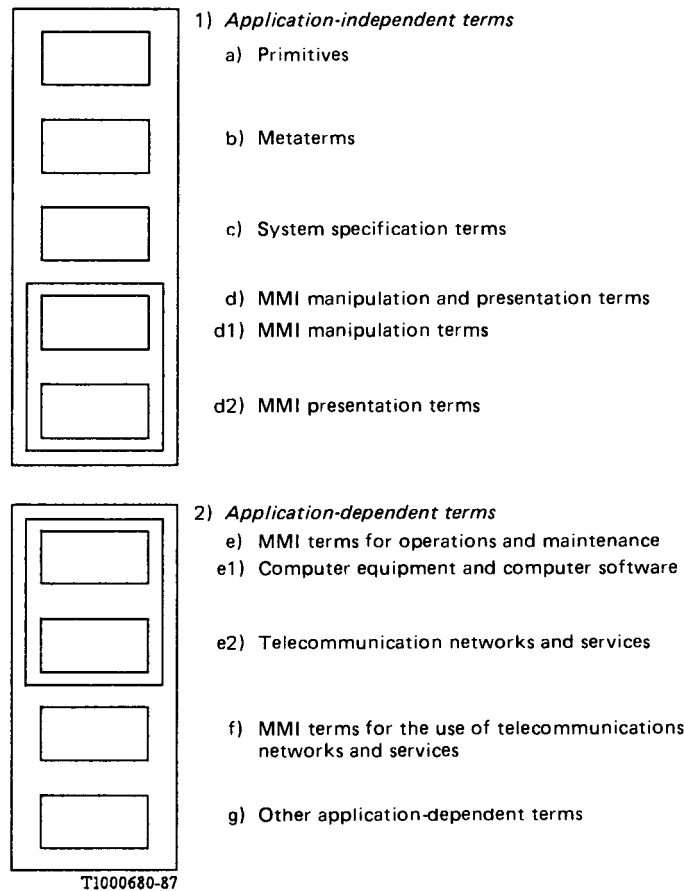 1) Application-independent terms
a) Primitives
b) Metaterms
c) System specification terms
d) MMI manipulation and presentation terms
d1) MMI manipulation terms
d2) MMI presentation terms
2) Application-dependent terms
e) MMI terms for operations and maintenance
e1) Computer equipment and computer software
e2) Telecommunication networks and services
f) MMI terms for the use of telecommunications
networks and services
g) Other application-dependent terms
T1000680-87